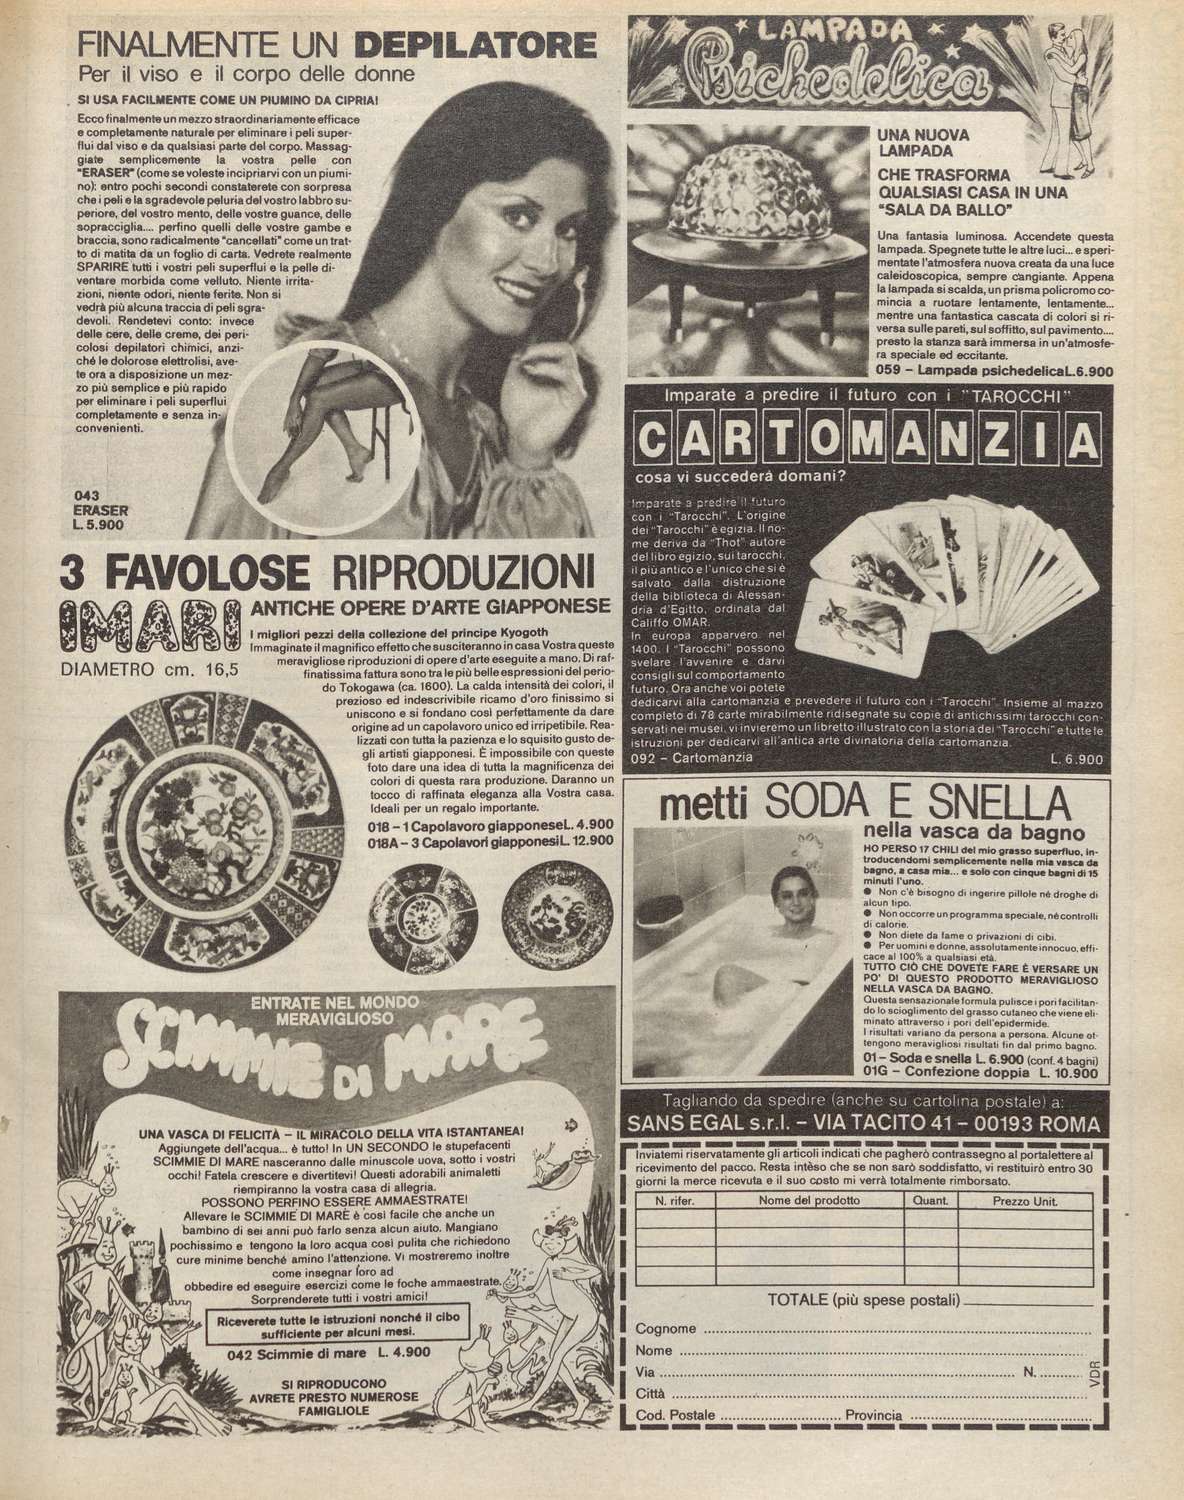 FINALMENTE UN DEPILATORE
Per il viso e il corpo delle donne
SI USA FACILMENTE COME UN PIUMINO DA CIPRIA!
Ecco finalmente un mezzo straordinariamente efficace
e completamente naturale per eliminare i peli super-
flui dal viso e da qualsiasi parte del corpo. Massag-
giate semplicemente la vostra pelle con
"ERASER" (come se voleste incipriarvi con un piumi-
no): entro pochi secondi constaterete con sorpresa
che i peli e la sgradevole peluria del vostro labbro su-
periore, del vostro mento, delle vostre guance, delle
sopracciglia.... perfino quelli delle vostre gambe e
braccia, sono radicalmente "cancellati" come un trat-
to di matita da un foglio di carta. Vedrete realmente
SPARIRE tutti i vostri peli superflui e la pelle di-
ventare morbida come velluto. Niente irrita-
zioni, niente odori, niente ferite. Non si
vedrà più alcuna traccia di peli sgra-
devoli. Rendetevi conto: invece
delle cere, delle creme, dei peri-
colosi depilatori chimici, anzi-
ché le dolorose elettrolisi, ave-
te ora a disposizione un mez-
zo più semplice e più rapido
per eliminare i peli superflui
completamente e senza in-
convenienti.
043
ERASER
L. 5.900
3 FAVOLOSE RIPRODUZIONI
IMARI
ANTICHE OPERE D'ARTE GIAPPONESE
DIAMETRO cm. 16,5
I migliori pezzi della collezione del principe Kyogoth
Immaginate il magnifico effetto che susciteranno in casa Vostra queste
meravigliose riproduzioni di opere d'arte eseguite a mano. Di raf-
finatissima fattura sono tra le più belle espressioni del perio-
do Tokogawa (ca. 1600). La calda intensità dei colori, il
prezioso ed indescrivibile ricamo d'oro finissimo si
uniscono e si fondano così perfettamente da dare
origine ad un capolavoro unico ed irripetibile. Rea-
lizzati con tutta la pazienza e lo squisito gusto de-
gli artisti giapponesi. È impossibile con queste
foto dare una idea di tutta la magnificenza dei
colori di questa rara produzione. Daranno un
tocco di raffinata eleganza alla Vostra casa.
Ideali per un regalo importante.
018 – 1 Capolavoro giapponese L. 4.900
018A – 3 Capolavori giapponesi L. 12.900
ENTRATE NEL MONDO
MERAVIGLIOSO
SCIMMIE DI MARE
UNA VASCA DI FELICITÀ – IL MIRACOLO DELLA VITA ISTANTANEA!
Aggiungete dell'acqua... è tutto! In UN SECONDO le stupefacenti
SCIMMIE DI MARE nasceranno dalle minuscole uova, sotto i vostri
occhi! Fatela crescere e divertitevi! Questi adorabili animaletti
riempiranno la vostra casa di allegria.
POSSONO PERFINO ESSERE AMMAESTRATE!
Allevare le SCIMMIE DI MARE è così facile che anche un
bambino di sei anni può farlo senza alcun aiuto. Mangiano
pochissimo e tengono la loro acqua così pulita che richiedono
cure minime benché amino l'attenzione. Vi mostreremo inoltre
come insegnar loro ad
obbedire ed eseguire esercizi come le foche ammaestrate.
Sorprenderete tutti i vostri amici!
Riceverete tutte le istruzioni nonché il cibo
sufficiente per alcuni mesi.
042 Scimmie di mare L. 4.900
SI RIPRODUCONO
AVRETE PRESTO NUMEROSE
FAMIGLIOLE
LAMPADA
Psichedelica
UNA NUOVA
LAMPADA
CHE TRASFORMA
QUALSIASI CASA IN UNA
"SALA DA BALLO"
Una fantasia luminosa. Accendete questa
lampada. Spegnete tutte le altre luci... e speri-
mentate l'atmosfera nuova creata da una luce
caleidoscopica, sempre cangiante. Appena
la lampada si scalda, un prisma policromo co-
mincia a ruotare lentamente, lentamente...
mentre una fantastica cascata di colori si ri-
versa sulle pareti, sul soffitto, sul pavimento....
presto la stanza sarà immersa in un'atmosfe-
ra speciale ed eccitante.
059 – Lampada psichedelica L. 6.900
Imparate a predire il futuro con i "TAROCCHI"
CARTOMANZIA
cosa vi succederà domani?
Imparate a predire il futuro
con i "Tarocchi". L'origine
dei "Tarocchi" è egizia. Il no-
me deriva da "Thot" autore
del libro egizio, sui tarocchi,
il più antico e l'unico che si è
salvato dalla distruzione
della biblioteca di Alessan-
dria d'Egitto, ordinata dal
Califfo OMAR.
In europa apparvero nel
1400. I "Tarocchi" possono
svelare l'avvenire e darvi
consigli sul comportamento
futuro. Ora anche voi potete
dedicarvi alla cartomanzia e prevedere il futuro con i "Tarocchi". Insieme al mazzo
completo di 78 carte mirabilmente ridisegnate su copie di antichissimi tarocchi con-
servati nei musei, vi invieremo un libretto illustrato con la storia dei "Tarocchi" e tutte le
istruzioni per dedicarvi all'antica arte divinatoria della cartomanzia.
092 – Cartomanzia L. 6.900
metti SODA E SNELLA
nella vasca da bagno
HO PERSO 17 CHILI del mio grasso superfluo, in-
troducendomi semplicemente nella mia vasca da
bagno, a casa mia... e solo con cinque bagni di 15
minuti l'uno.
● Non c'è bisogno di ingerire pillole né droghe di
alcun tipo.
● Non occorre un programma speciale, né controlli
di calorie.
● Non diete da fame o privazioni di cibi.
● Per uomini e donne, assolutamente innocuo, effi-
cace al 100% a qualsiasi età.
TUTTO CIÒ CHE DOVETE FARE È VERSARE UN
PO' DI QUESTO PRODOTTO MERAVIGLIOSO
NELLA VASCA DA BAGNO.
Questa sensazionale formula pulisce i pori facilitan-
do lo scioglimento del grasso cutaneo che viene eli-
minato attraverso i pori dell'epidermide.
I risultati variano da persona a persona. Alcune ot-
tengono meravigliosi risultati fin dal primo bagno.
01 – Soda e snella L. 6.900 (conf. 4 bagni)
01G – Confezione doppia L. 10.900
Tagliando da spedire (anche su cartolina postale) a:
SANS EGAL s.r.l. – VIA TACITO 41 – 00193 ROMA
Inviatemi riservatamente gli articoli indicati che pagherò contrassegno al portalettere al
ricevimento del pacco. Resta intèso che se non sarò soddisfatto, vi restituirò entro 30
giorni la merce ricevuta e il suo costo mi verrà totalmente rimborsato.
N. rifer. Nome del prodotto Quant. Prezzo Unit.
TOTALE (più spese postali)
Cognome
Nome
Via N.
Città
Cod. Postale Provincia
VDR